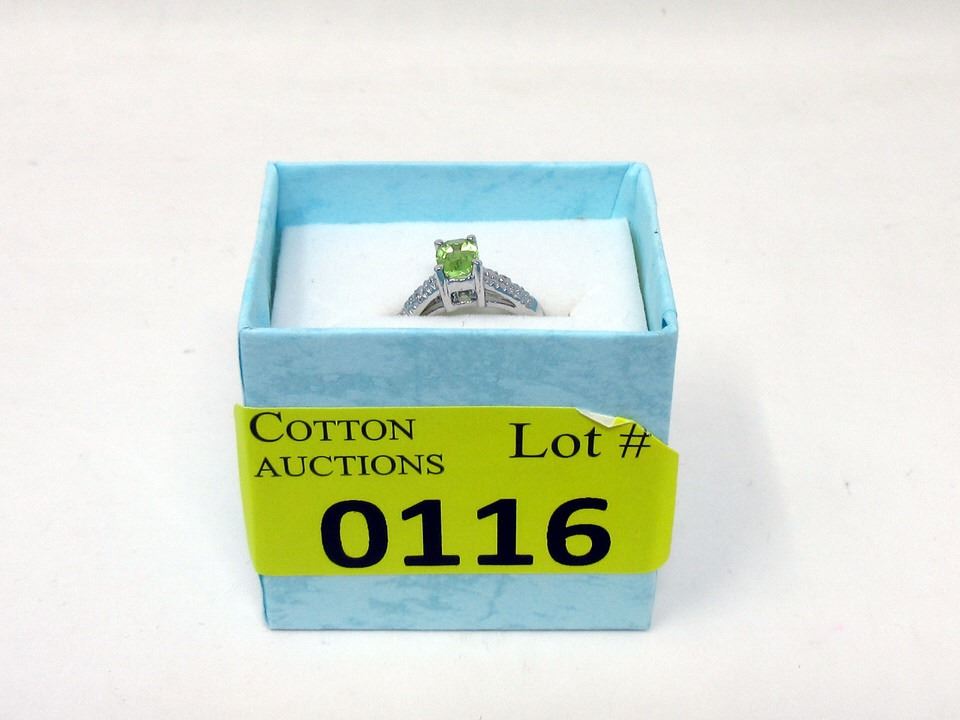 COTTON
AUCTIONS
Lot #
0116